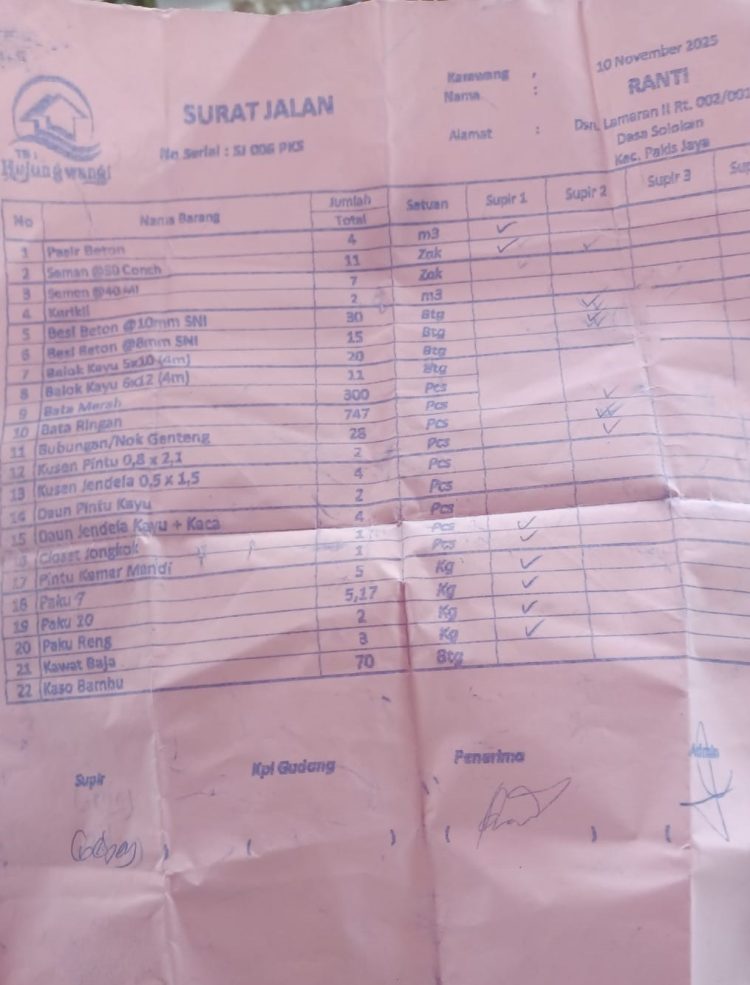 Karawang , 10 November 2025
SURAT JALAN
Nama : RANTI
No Serial : SJ 006 PKS
Alamat : Dsn. Lamaran II Rt. 002/002
Desa Solokan
Kec. Pakis Jaya
TB.
Hujungwangi
No Nama Barang Jumlah Total Satuan Supir 1 Supir 2 Supir 3 Sup
1 Pasir Beton 4 m3
2 Semen @50 Conch 11 Zak
3 Semen @40 7 Zak
4 Kerikil 2 m3
5 Besi Beton @10mm SNI 30 Btg
6 Besi Beton @8mm SNI 15 Btg
7 Balok Kayu 5x10 (4m) 20 Btg
8 Balok Kayu 6x12 (4m) 11 Btg
9 Bata Merah 300 Pcs
10 Bata Ringan 747 Pcs
11 Bubungan/Nok Genteng 28 Pcs
12 Kusen Pintu 0,8 x 2,1 2 Pcs
13 Kusen Jendela 0,5 x 1,5 4 Pcs
14 Daun Pintu Kayu 2 Pcs
15 Daun Jendela Kayu + Kaca 4 Pcs
16 Closet Jongkok 1 Pcs
17 Pintu Kamar Mandi 1 Pcs
18 Paku 7 5 Kg
19 Paku 10 5,17 Kg
20 Paku Reng 2 Kg
21 Kawat Baja 3 Kg
22 Kaso Bambu 70 Btg
Supir Kpl Gudang Penerima Admin
) ( ) ( ) (